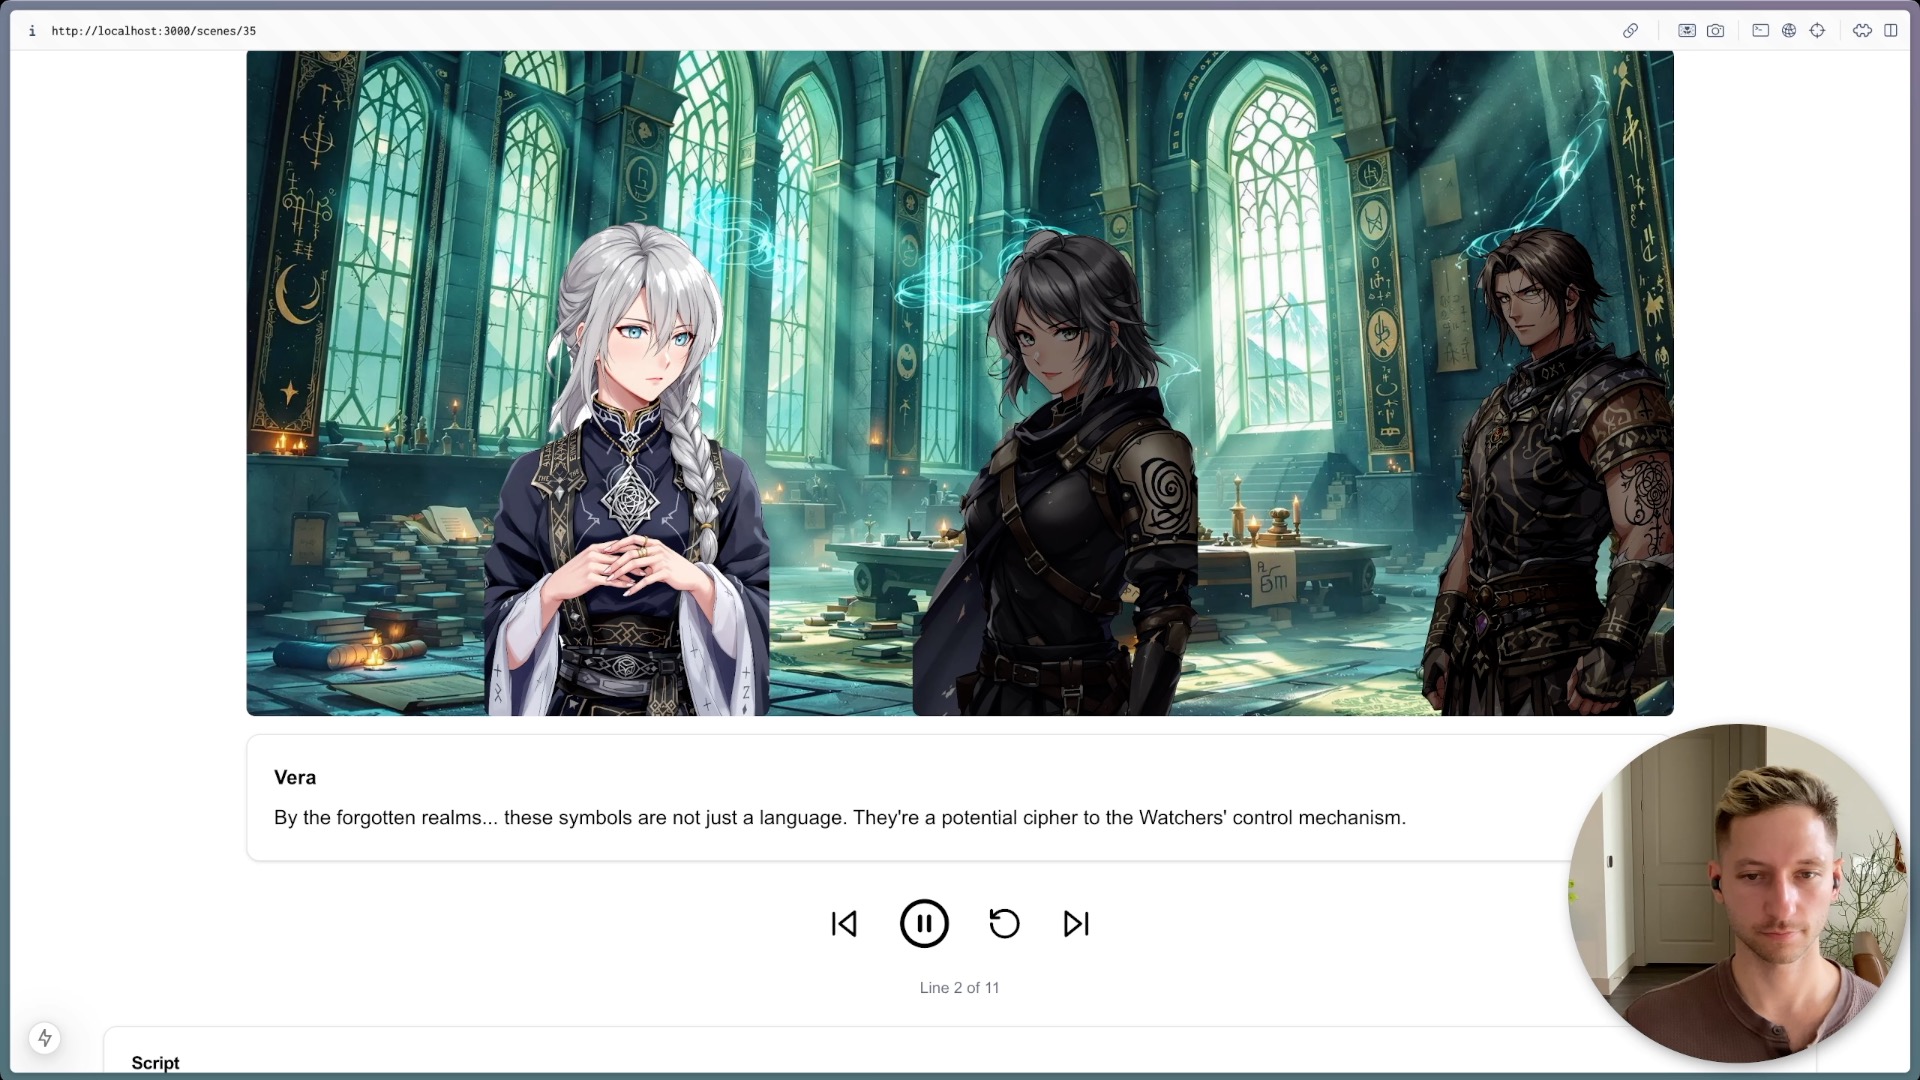 http://localhost:3000/scenes/35
Vera
By the forgotten realms... these symbols are not just a language. They're a potential cipher to the Watchers' control mechanism.
Line 2 of 11
Script